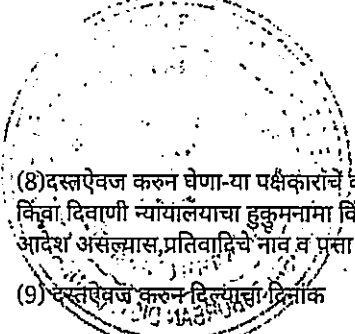 (8)दस्तऐवज करुन घेणा-या पक्षकाराचे
किंवा दिवाणी न्यायालयाचा हुकुमनामा
आदेश असल्यास,प्रतिवादिचे नाव व पत्ता
(9) दस्तऐवज करुन दिल्याचा दिनांक